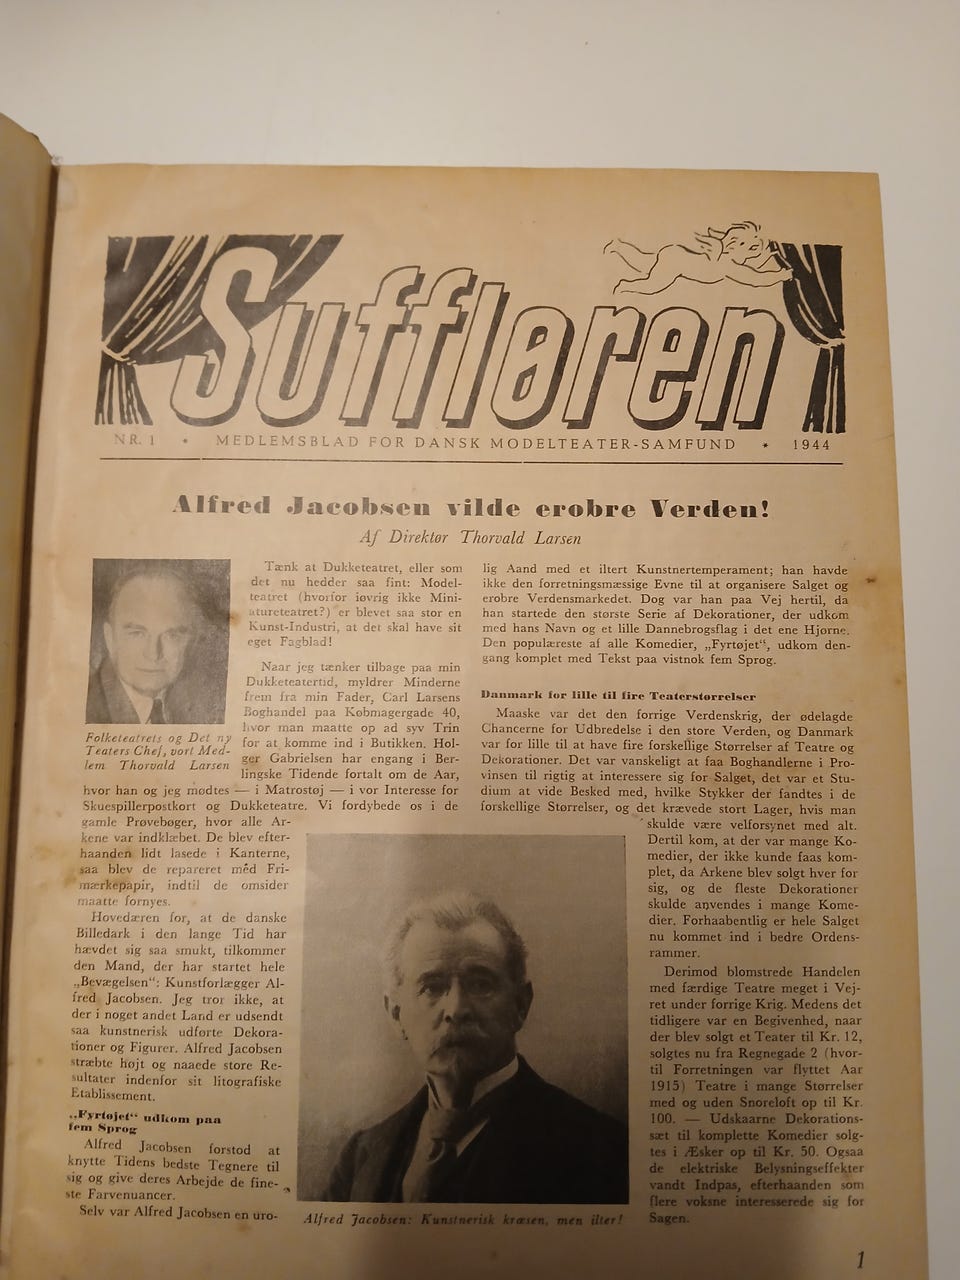 Suffløren
NR. 1 * MEDLEMSBLAD FOR DANSK MODELTEATER-SAMFUND * 1944
Alfred Jacobsen vilde erobre Verden!
Af Direktør Thorvald Larsen
Folketeatrets og Det ny
Teaters Chef, vort Med-
lem Thorvald Larsen
Tænk at Dukketeatret, eller som
det nu hedder saa fint: Model-
teatret (hvorfor iøvrig ikke Mini-
atureteatret?) er blevet saa stor en
Kunst-Industri, at det skal have sit
eget Fagblad!
Naar jeg tænker tilbage paa min
Dukketeatertid, myldrer Minderne
frem fra min Fader, Carl Larsens
Boghandel paa Købmagergade 40,
hvor man maatte op ad syv Trin
for at komme ind i Butikken. Hol-
ger Gabrielsen har engang i Ber-
lingske Tidende fortalt om de Aar,
hvor han og jeg mødtes — i Matrostøj — i vor Interesse for
Skuespillerpostkort og Dukketeatre. Vi fordybede os i de
gamle Prøvebøger, hvor alle Ar-
kene var indklæbet. De blev efter-
haanden lidt lasede i Kanterne,
saa blev de repareret med Fri-
mærkepapir, indtil de omsider
maatte fornyes.
Hovedæren for, at de danske
Billedark i den lange Tid har
hævdet sig saa smukt, tilkommer
den Mand, der har startet hele
„Bevægelsen“: Kunstforlægger Al-
fred Jacobsen. Jeg tror ikke, at
der i noget andet Land er udsendt
saa kunstnerisk udførte Dekora-
tioner og Figurer. Alfred Jacobsen
stræbte højt og naaede store Re-
sultater indenfor sit litografiske
Etablissement.
„Fyrtøjet“ udkom paa
fem Sprog
Alfred Jacobsen forstod at
knytte Tidens bedste Tegnere til
sig og give deres Arbejde de fine-
ste Farvenuancer.
Selv var Alfred Jacobsen en uro-
lig Aand med et iltert Kunstnertemperament; han havde
ikke den forretningsmæssige Evne til at organisere Salget og
erobre Verdensmarkedet. Dog var han paa Vej hertil, da
han startede den største Serie af Dekorationer, der udkom
med hans Navn og et lille Dannebrogsflag i det ene Hjørne.
Den populæreste af alle Komedier, „Fyrtøjet“, udkom den-
gang komplet med Tekst paa vistnok fem Sprog.
Danmark for lille til fire Teaterstørrelser
Maaske var det den forrige Verdenskrig, der ødelagde
Chancerne for Udbredelse i den store Verden, og Danmark
var for lille til at have fire forskellige Størrelser af Teatre og
Dekorationer. Det var vanskeligt at faa Boghandlerne i Pro-
vinsen til rigtig at interessere sig for Salget, det var et Stu-
dium at vide Besked med, hvilke Stykker der fandtes i de
forskellige Størrelser, og det krævede stort Lager, hvis man
skulde være velforsynet med alt.
Dertil kom, at der var mange Ko-
medier, der ikke kunde faas kom-
plet, da Arkene blev solgt hver for
sig, og de fleste Dekorationer
skulde anvendes i mange Kome-
dier. Forhaabentlig er hele Salget
nu kommet ind i bedre Ordens-
rammer.
Derimod blomstrede Handelen
med færdige Teatre meget i Vej-
ret under forrige Krig. Medens det
tidligere var en Begivenhed, naar
der blev solgt et Teater til Kr. 12,
solgtes nu fra Regnegade 2 (hvor-
til Forretningen var flyttet Aar
1915) Teatre i mange Størrelser
med og uden Snoreloft op til Kr.
100. — Udskaarne Dekorations-
sæt til komplette Komedier solg-
tes i Æsker op til Kr. 50. Ogsaa
de elektriske Belysningseffekter
vandt Indpas, efterhaanden som
flere voksne interesserede sig for
Sagen.
Alfred Jacobsen: Kunstnerisk kræsen, men ilter!
1